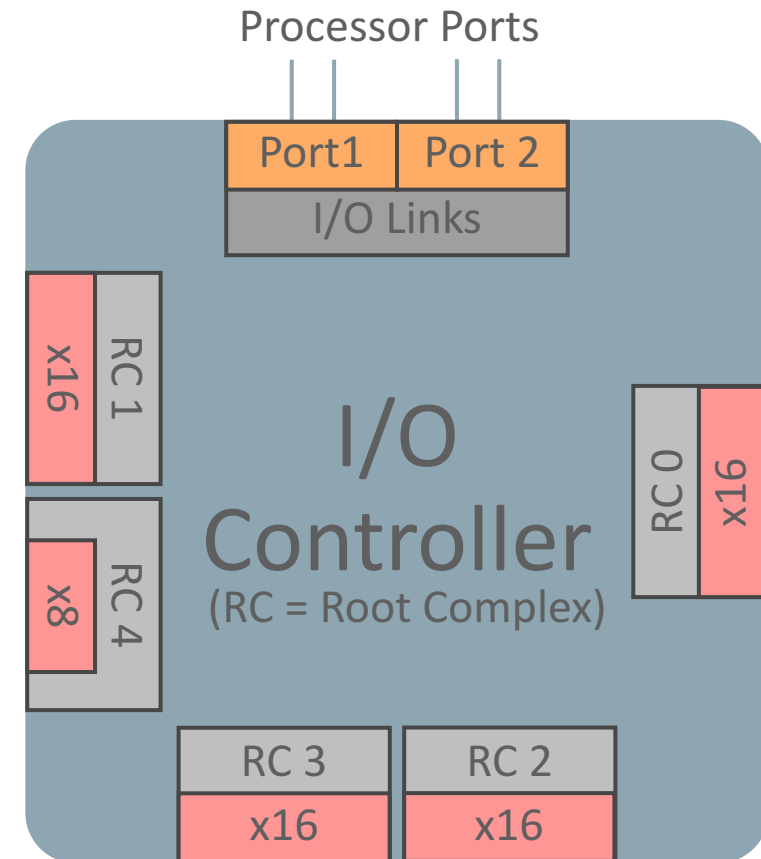 Processor Ports
Port1
Port 2
I/O Links
x16
RC 1
I/O
Controller
(RC = Root Complex)
RC 0
x16
x8
RC 4
RC 3
RC 2
x16
x16